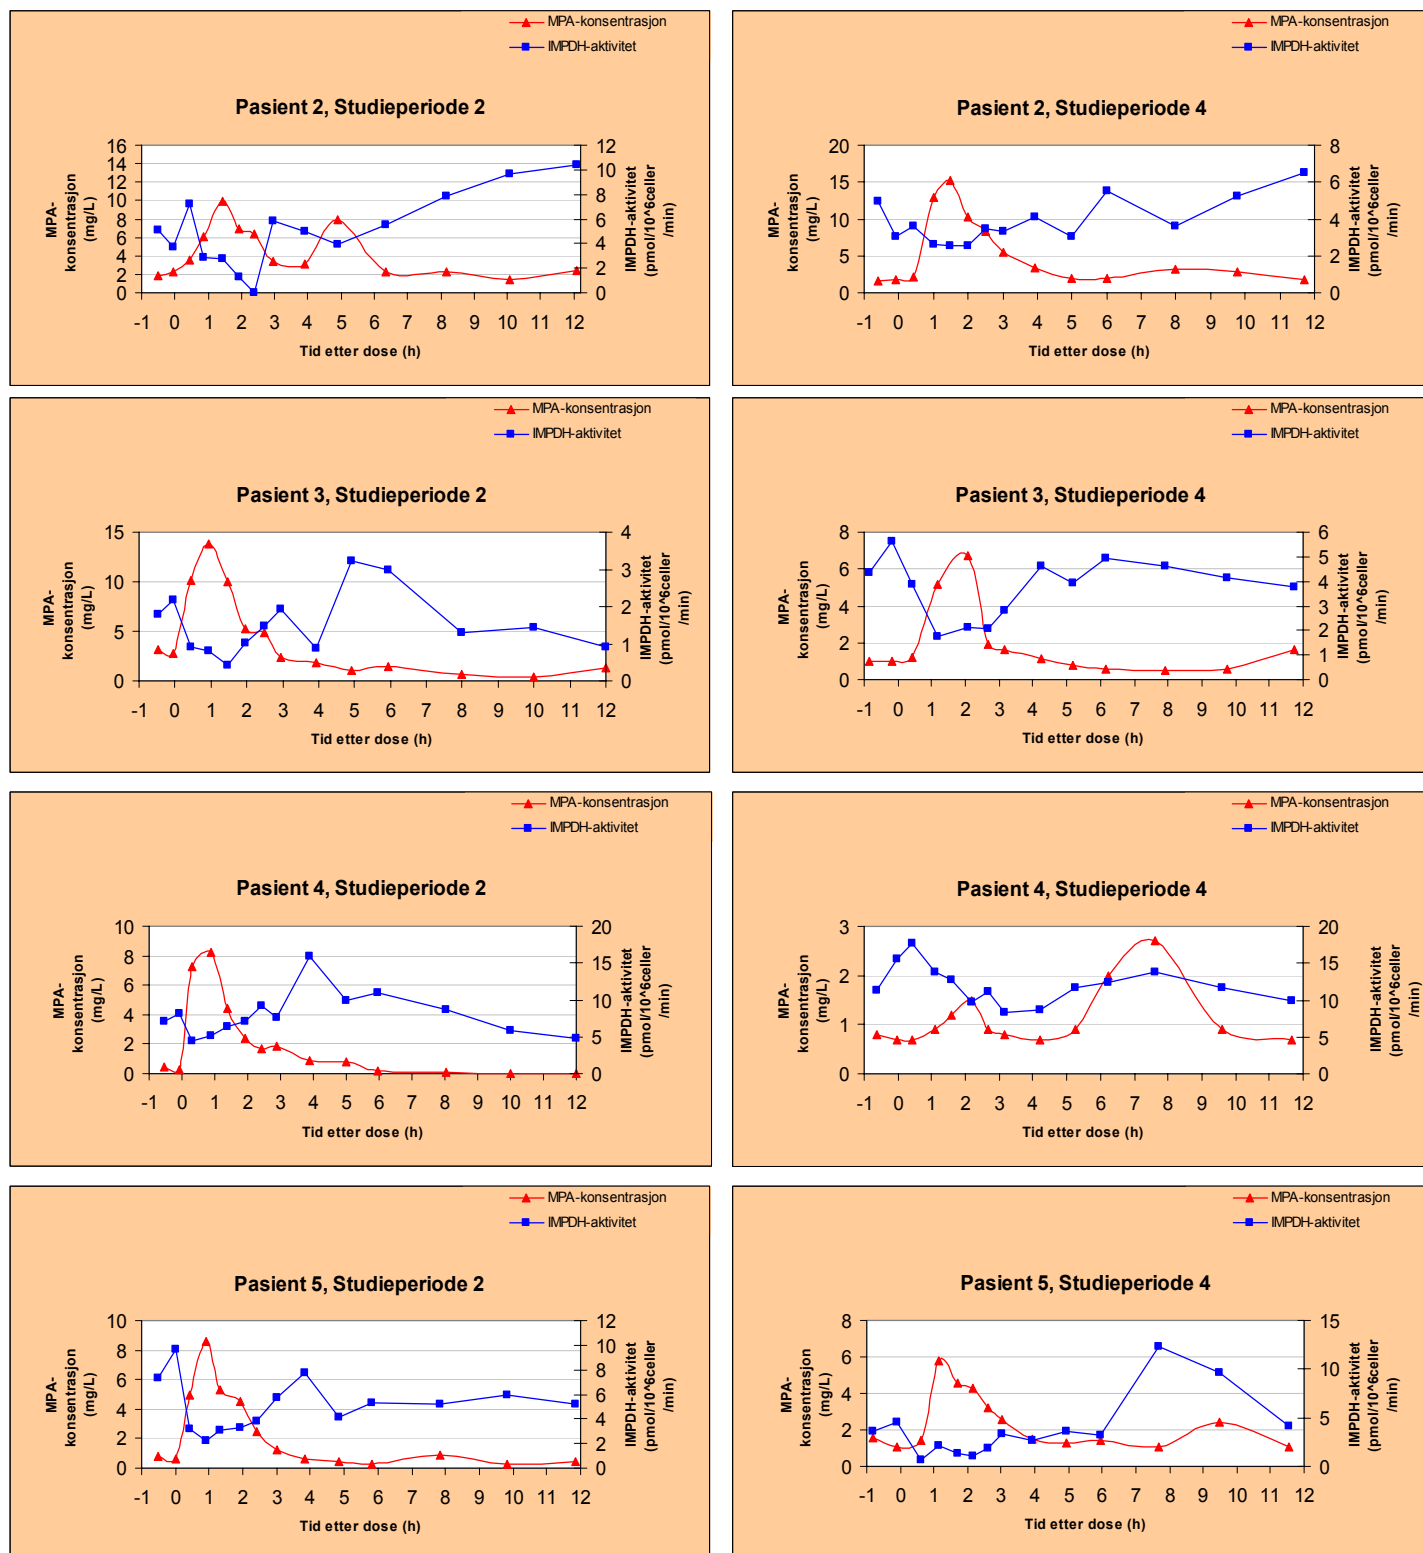 MPA-konsentrasjon
IMPDH-aktivitet
Pasient 2, Studieperiode 2
MPA-
konsentrasjon
(mg/L)
16
14
12
10
8
6
4
2
0
12
10
8
6
4
2
0
IMPDH-aktivitet
(pmol/10^6celler
/min)
-1 0 1 2 3 4 5 6 7 8 9 10 11 12
Tid etter dose (h)
MPA-konsentrasjon
IMPDH-aktivitet
Pasient 2, Studieperiode 4
MPA-
konsentrasjon
(mg/L)
20
15
10
5
0
8
6
4
2
0
IMPDH-aktivitet
(pmol/10^6celler
/min)
-1 0 1 2 3 4 5 6 7 8 9 10 11 12
Tid etter dose (h)
MPA-konsentrasjon
IMPDH-aktivitet
Pasient 3, Studieperiode 2
MPA-
konsentrasjon
(mg/L)
15
10
5
0
4
3
2
1
0
IMPDH-aktivitet
(pmol/10^6celler
/min)
-1 0 1 2 3 4 5 6 7 8 9 10 11 12
Tid etter dose (h)
MPA-konsentrasjon
IMPDH-aktivitet
Pasient 3, Studieperiode 4
MPA-
konsentrasjon
(mg/L)
8
6
4
2
0
6
5
4
3
2
1
0
IMPDH-aktivitet
(pmol/10^6celler
/min)
-1 0 1 2 3 4 5 6 7 8 9 10 11 12
Tid etter dose (h)
MPA-konsentrasjon
IMPDH-aktivitet
Pasient 4, Studieperiode 2
MPA-
konsentrasjon
(mg/L)
10
8
6
4
2
0
20
15
10
5
0
IMPDH-aktivitet
(pmol/10^6celler
/min)
-1 0 1 2 3 4 5 6 7 8 9 10 11 12
Tid etter dose (h)
MPA-konsentrasjon
IMPDH-aktivitet
Pasient 4, Studieperiode 4
MPA-
konsentrasjon
(mg/L)
3
2
1
0
20
15
10
5
0
IMPDH-aktivitet
(pmol/10^6celler
/min)
-1 0 1 2 3 4 5 6 7 8 9 10 11 12
Tid etter dose (h)
MPA-konsentrasjon
IMPDH-aktivitet
Pasient 5, Studieperiode 2
MPA-
konsentrasjon
(mg/L)
10
8
6
4
2
0
12
10
8
6
4
2
0
IMPDH-aktivitet
(pmol/10^6celler
/min)
-1 0 1 2 3 4 5 6 7 8 9 10 11 12
Tid etter dose (h)
MPA-konsentrasjon
IMPDH-aktivitet
Pasient 5, Studieperiode 4
MPA-
konsentrasjon
(mg/L)
8
6
4
2
0
15
10
5
0
IMPDH-aktivitet
(pmol/10^6celler
/min)
-1 0 1 2 3 4 5 6 7 8 9 10 11 12
Tid etter dose (h)